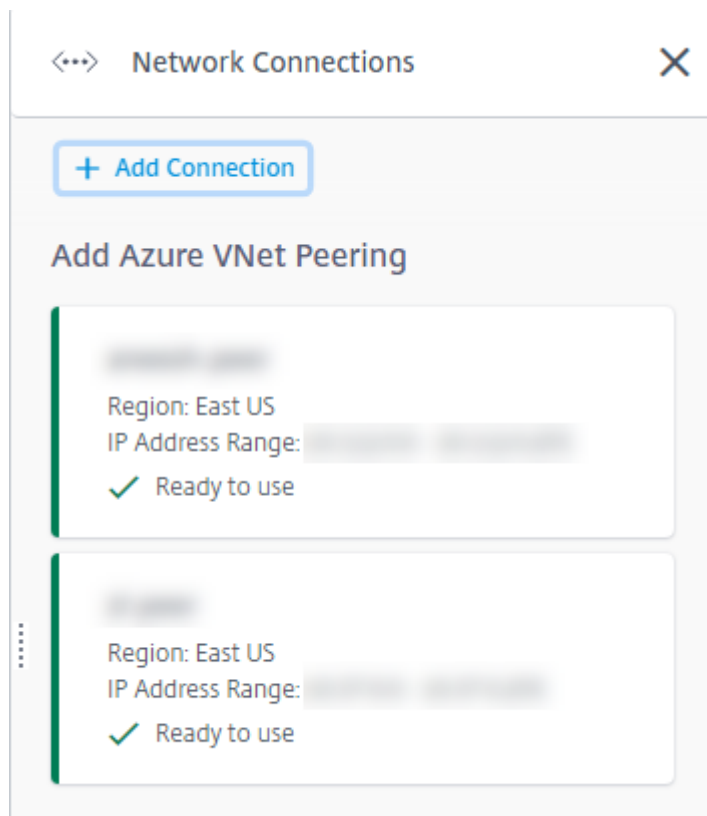 Network Connections
+ Add Connection
Add Azure VNet Peering
Region: East US
IP Address Range:
Ready to use
Region: East US
IP Address Range:
Ready to use